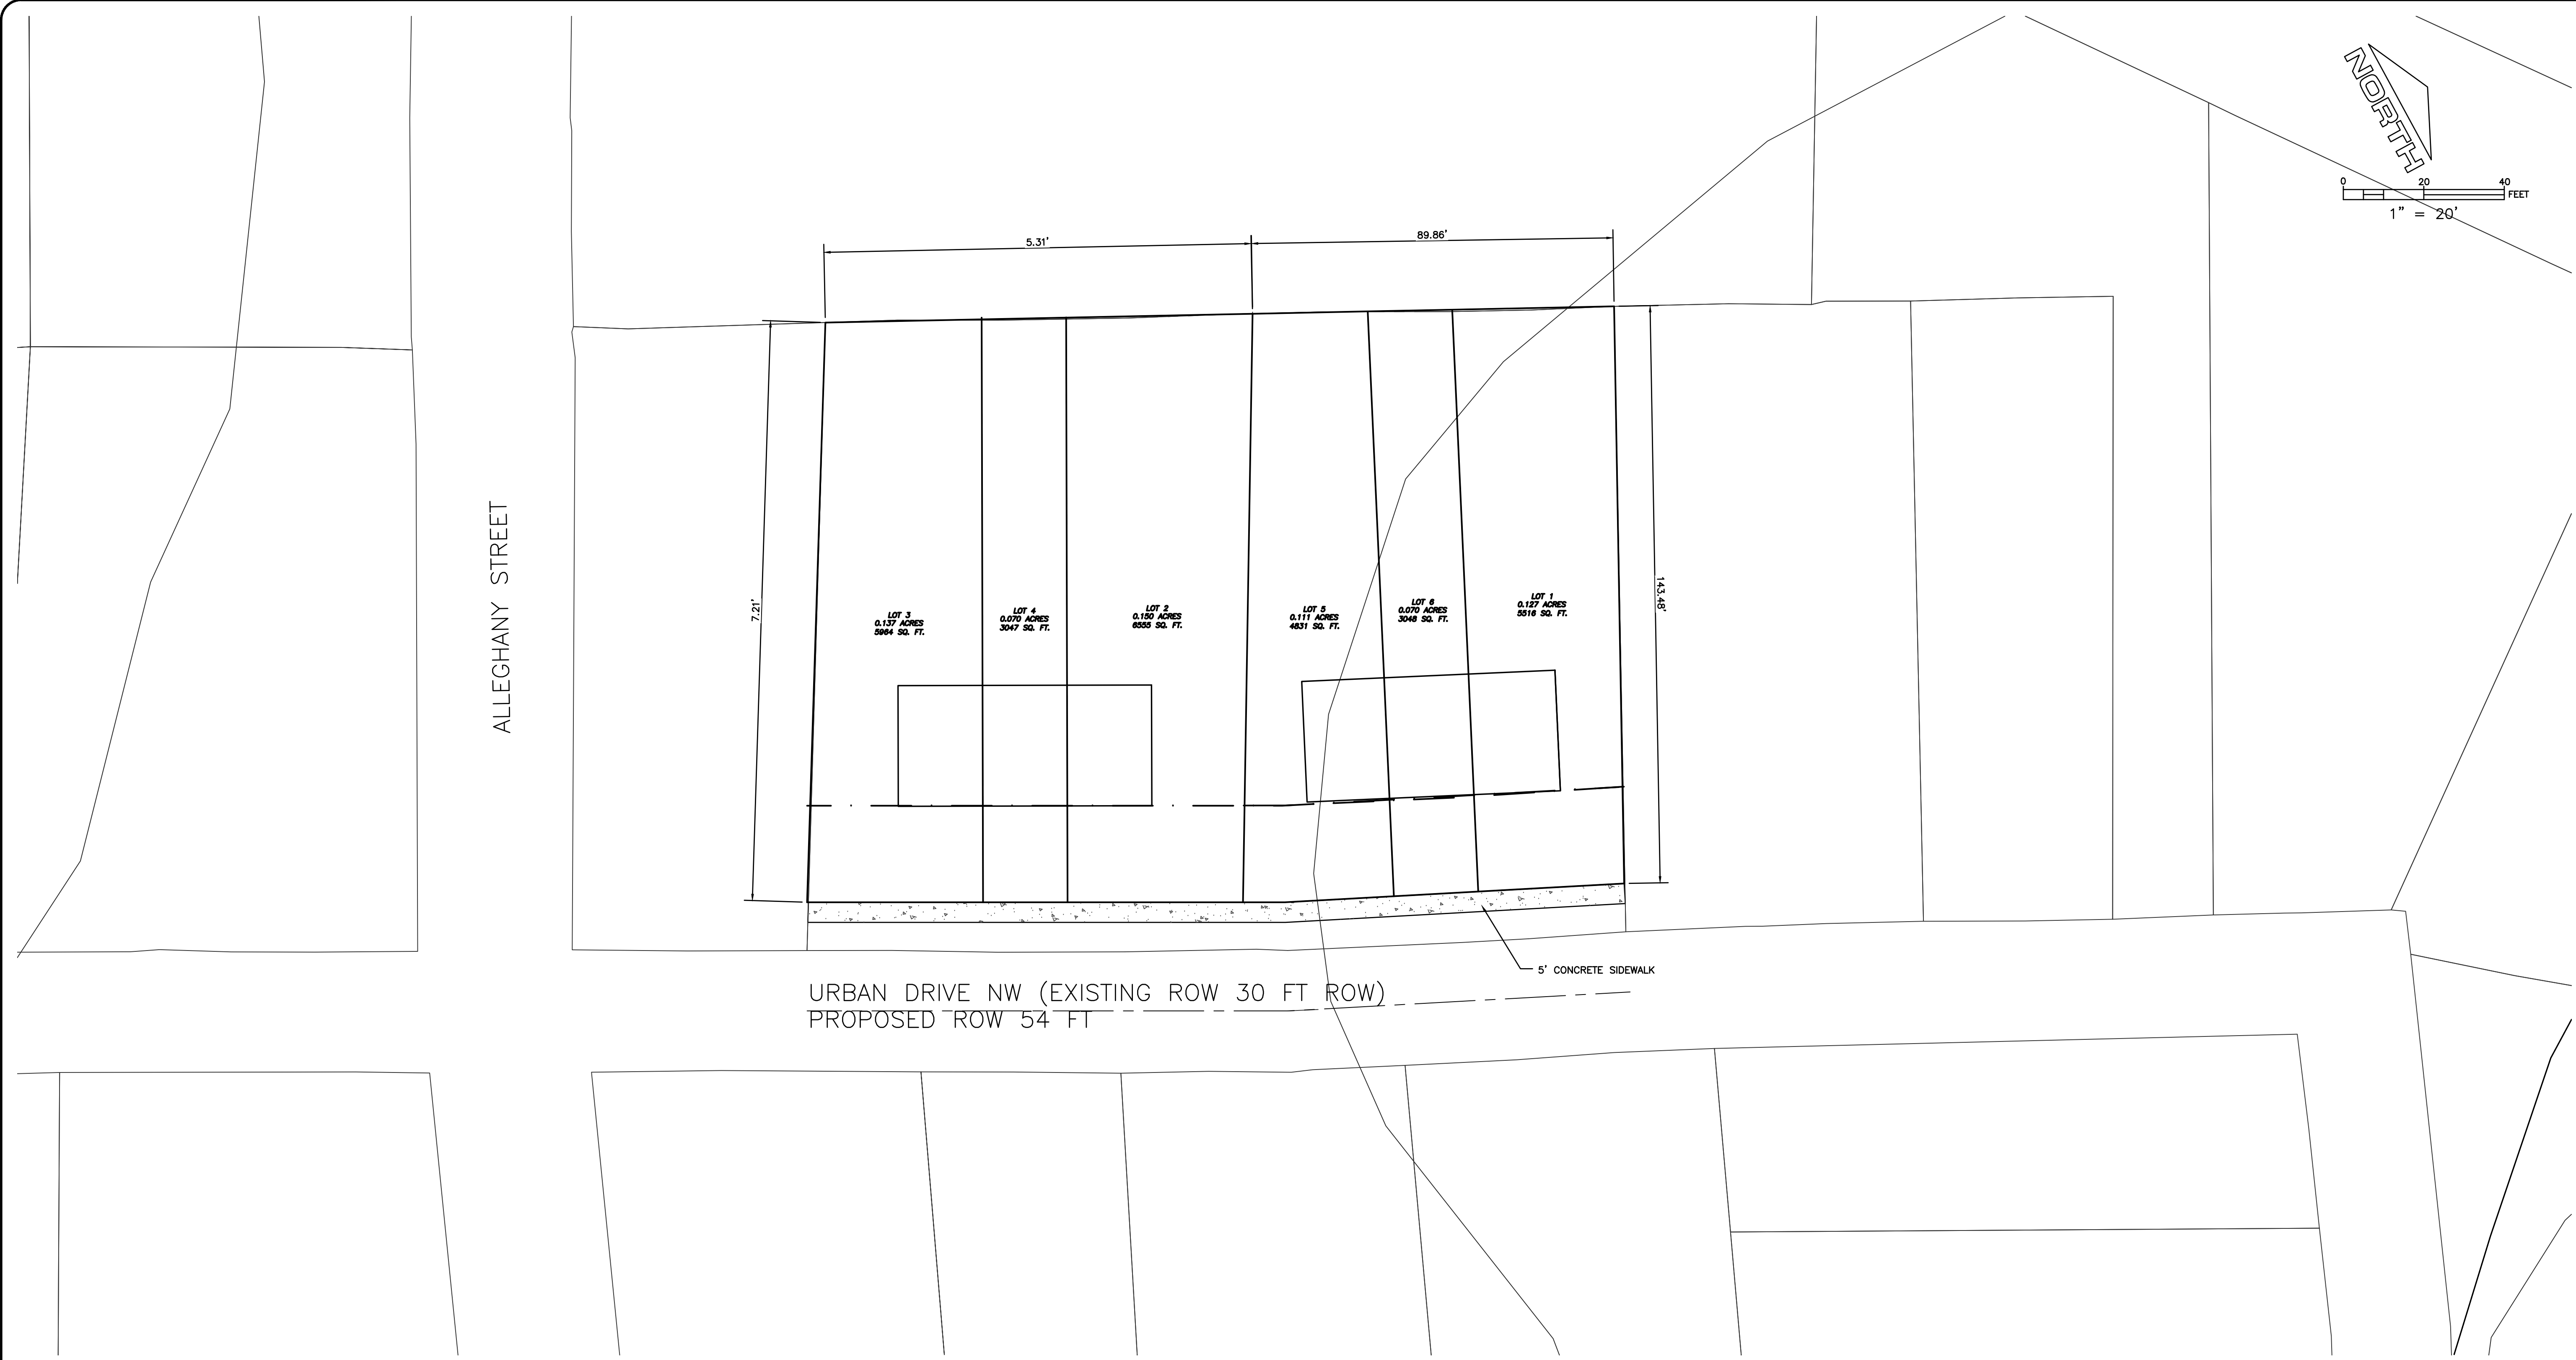 NORTH
0 20 40
FEET
1" = 20'
5.31'
89.86'
7.21'
143.48'
ALLEGHANY STREET
LOT 3
0.137 ACRES
5964 SQ. FT.
LOT 4
0.070 ACRES
3047 SQ. FT.
LOT 2
0.150 ACRES
6555 SQ. FT.
LOT 5
0.111 ACRES
4831 SQ. FT.
LOT 6
0.070 ACRES
3048 SQ. FT.
LOT 1
0.127 ACRES
5516 SQ. FT.
5' CONCRETE SIDEWALK
URBAN DRIVE NW (EXISTING ROW 30 FT ROW)
PROPOSED ROW 54 FT